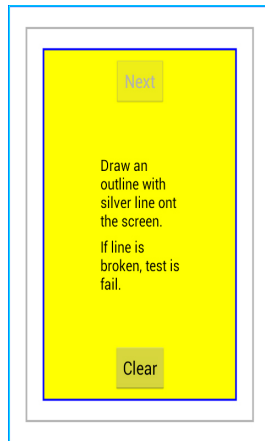 Next
Draw an
outline with
silver line ont
the screen.
If line is
broken, test is
fail.
Clear